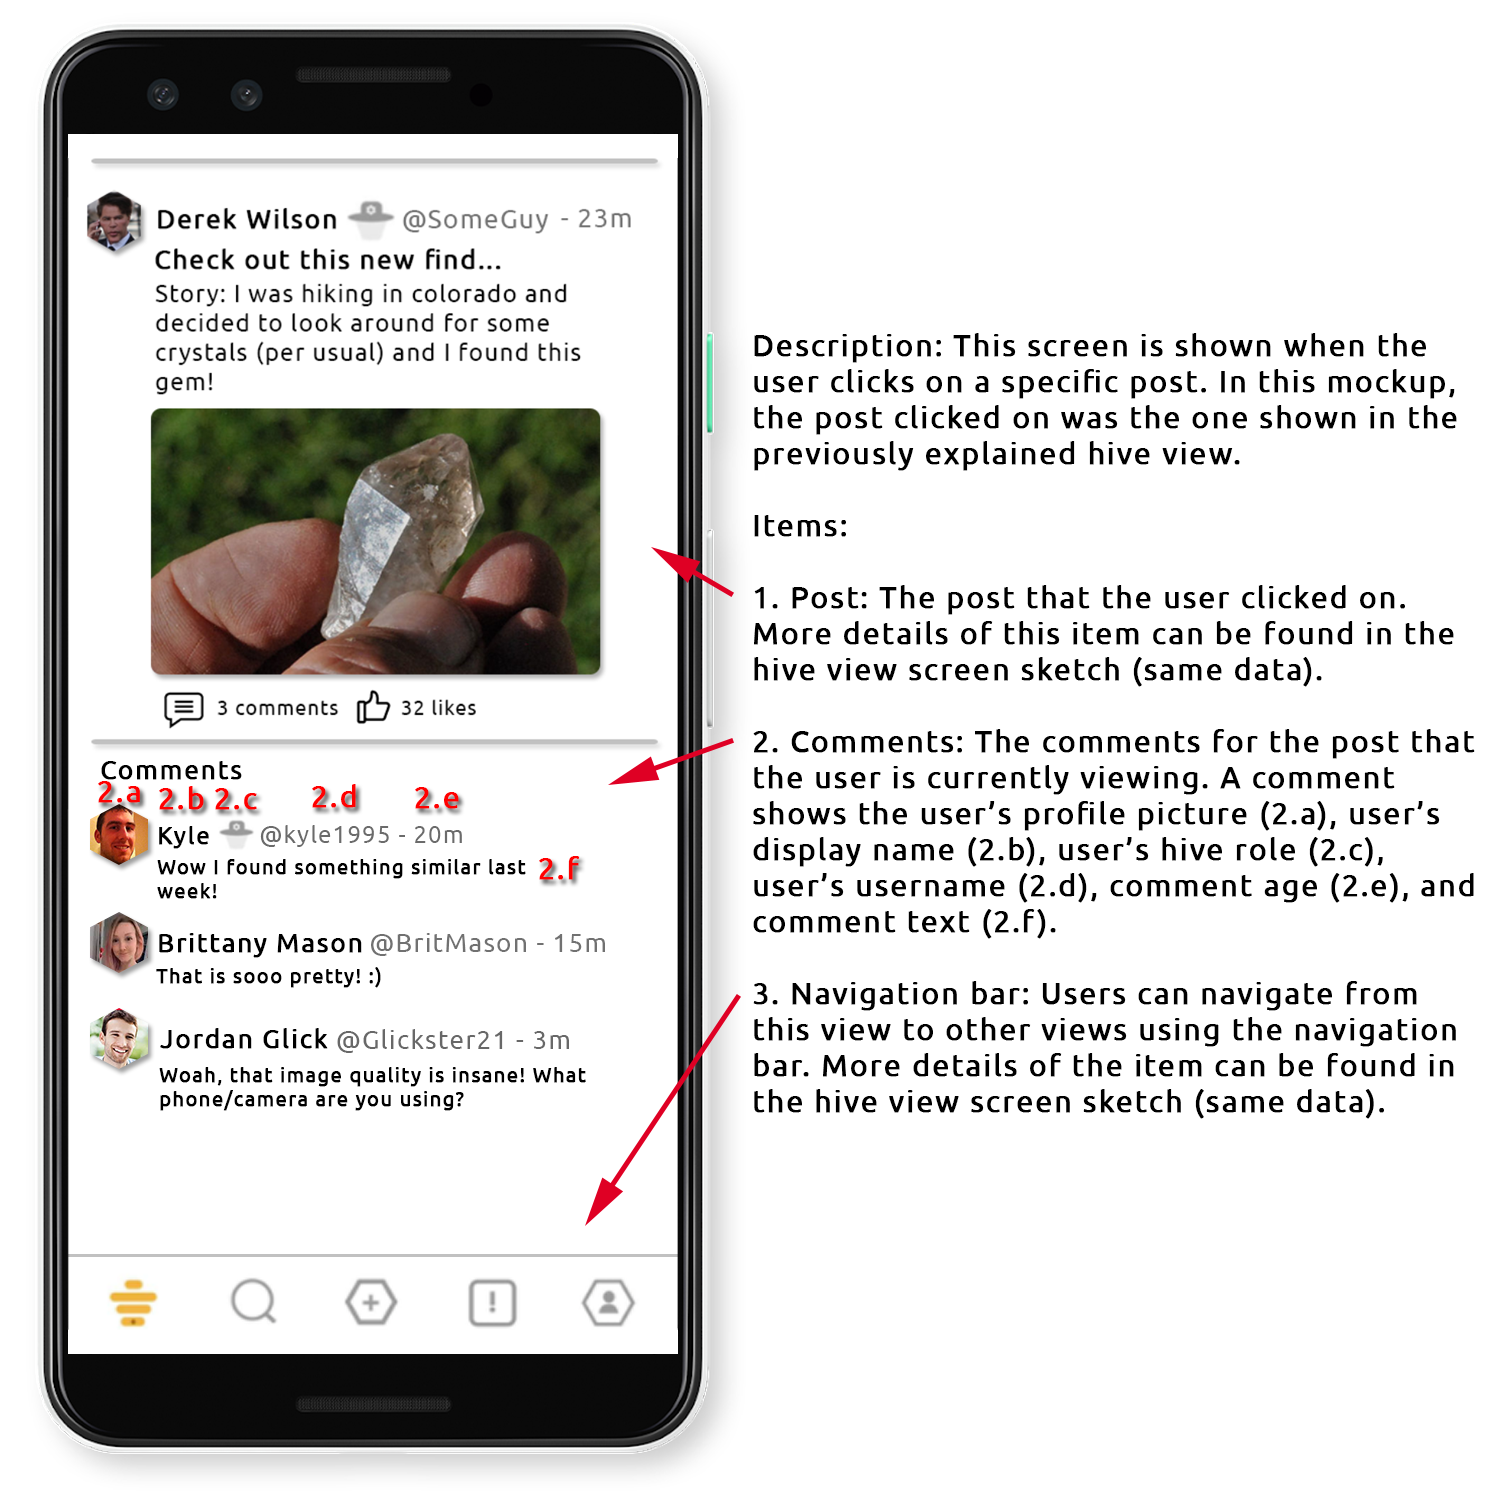 Derek Wilson @SomeGuy - 23m
Check out this new find...
Story: I was hiking in colorado and
decided to look around for some
crystals (per usual) and I found this
gem!
3 comments 32 likes
Comments
2.a 2.b 2.c 2.d 2.e
Kyle @kyle1995 - 20m
Wow I found something similar last 2.f
week!
Brittany Mason @BritMason - 15m
That is sooo pretty! :)
Jordan Glick @Glickster21 - 3m
Woah, that image quality is insane! What
phone/camera are you using?
Description: This screen is shown when the
user clicks on a specific post. In this mockup,
the post clicked on was the one shown in the
previously explained hive view.
Items:
1. Post: The post that the user clicked on.
More details of this item can be found in the
hive view screen sketch (same data).
2. Comments: The comments for the post that
the user is currently viewing. A comment
shows the user’s profile picture (2.a), user’s
display name (2.b), user’s hive role (2.c),
user’s username (2.d), comment age (2.e), and
comment text (2.f).
3. Navigation bar: Users can navigate from
this view to other views using the navigation
bar. More details of the item can be found in
the hive view screen sketch (same data).